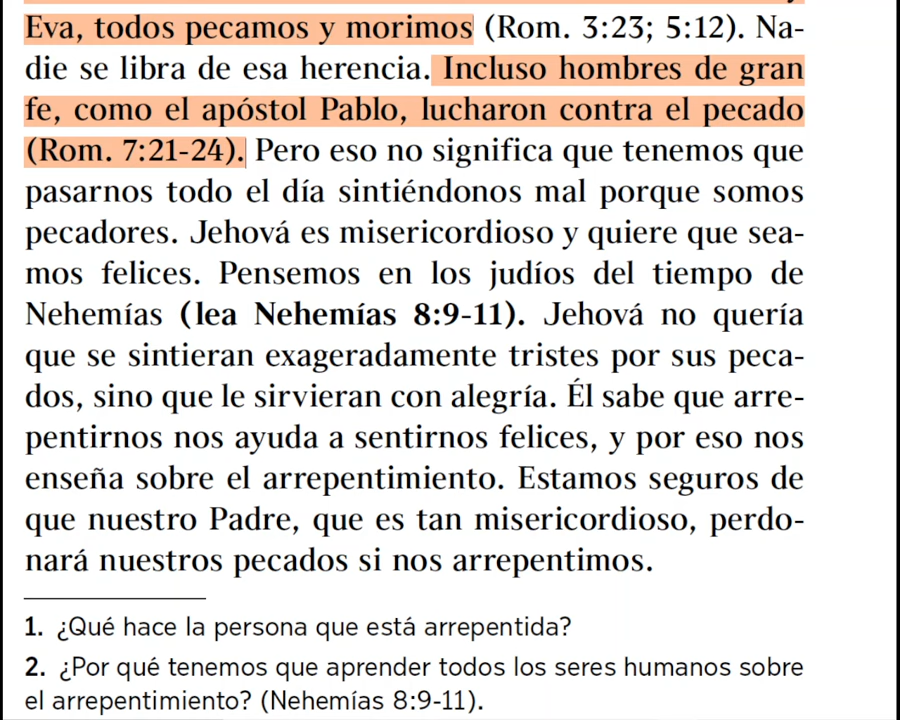 Eva, todos pecamos y morimos (Rom. 3:23; 5:12). Na-
die se libra de esa herencia. Incluso hombres de gran
fe, como el apóstol Pablo, lucharon contra el pecado
(Rom. 7:21-24). Pero eso no significa que tenemos que
pasarnos todo el día sintiéndonos mal porque somos
pecadores. Jehová es misericordioso y quiere que sea-
mos felices. Pensemos en los judíos del tiempo de
Nehemías (lea Nehemías 8:9-11). Jehová no quería
que se sintieran exageradamente tristes por sus peca-
dos, sino que le sirvieran con alegría. Él sabe que arre-
pentirnos nos ayuda a sentirnos felices, y por eso nos
enseña sobre el arrepentimiento. Estamos seguros de
que nuestro Padre, que es tan misericordioso, perdo-
nará nuestros pecados si nos arrepentimos.
1. ¿Qué hace la persona que está arrepentida?
2. ¿Por qué tenemos que aprender todos los seres humanos sobre
el arrepentimiento? (Nehemías 8:9-11).